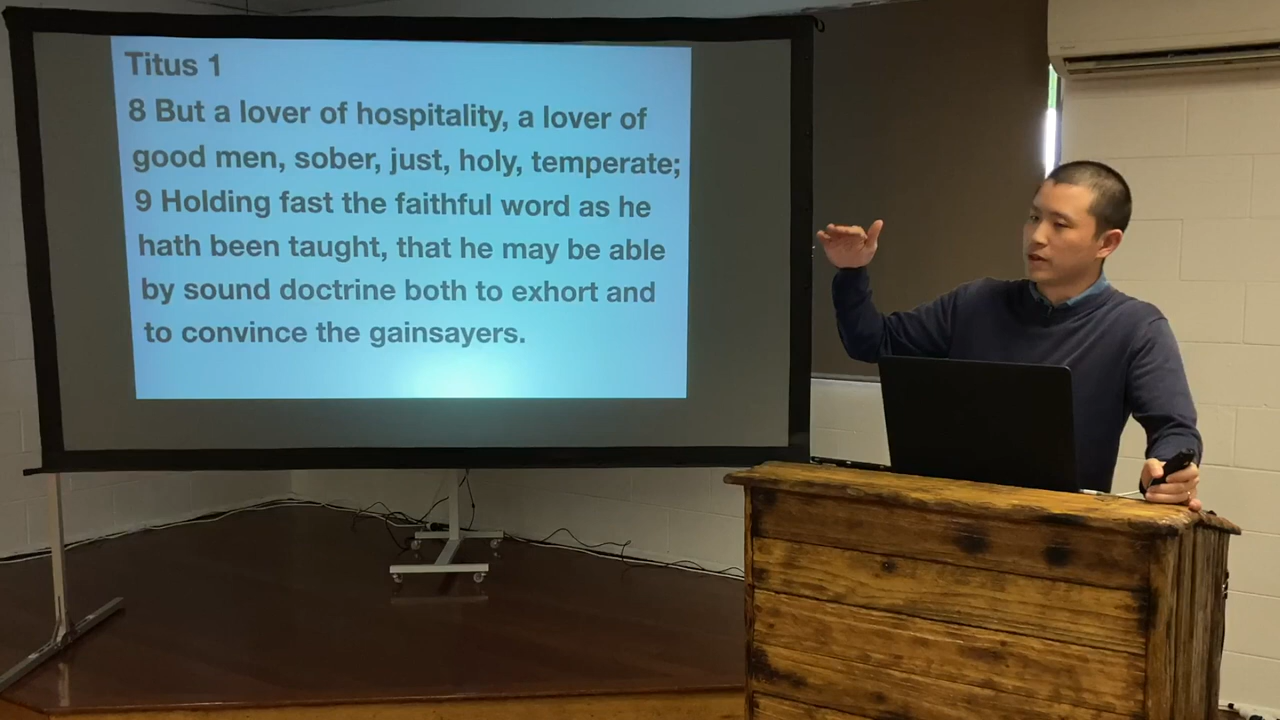 Titus 1
8 But a lover of hospitality, a lover of
good men, sober, just, holy, temperate;
9 Holding fast the faithful word as he
hath been taught, that he may be able
by sound doctrine both to exhort and
to convince the gainsayers.